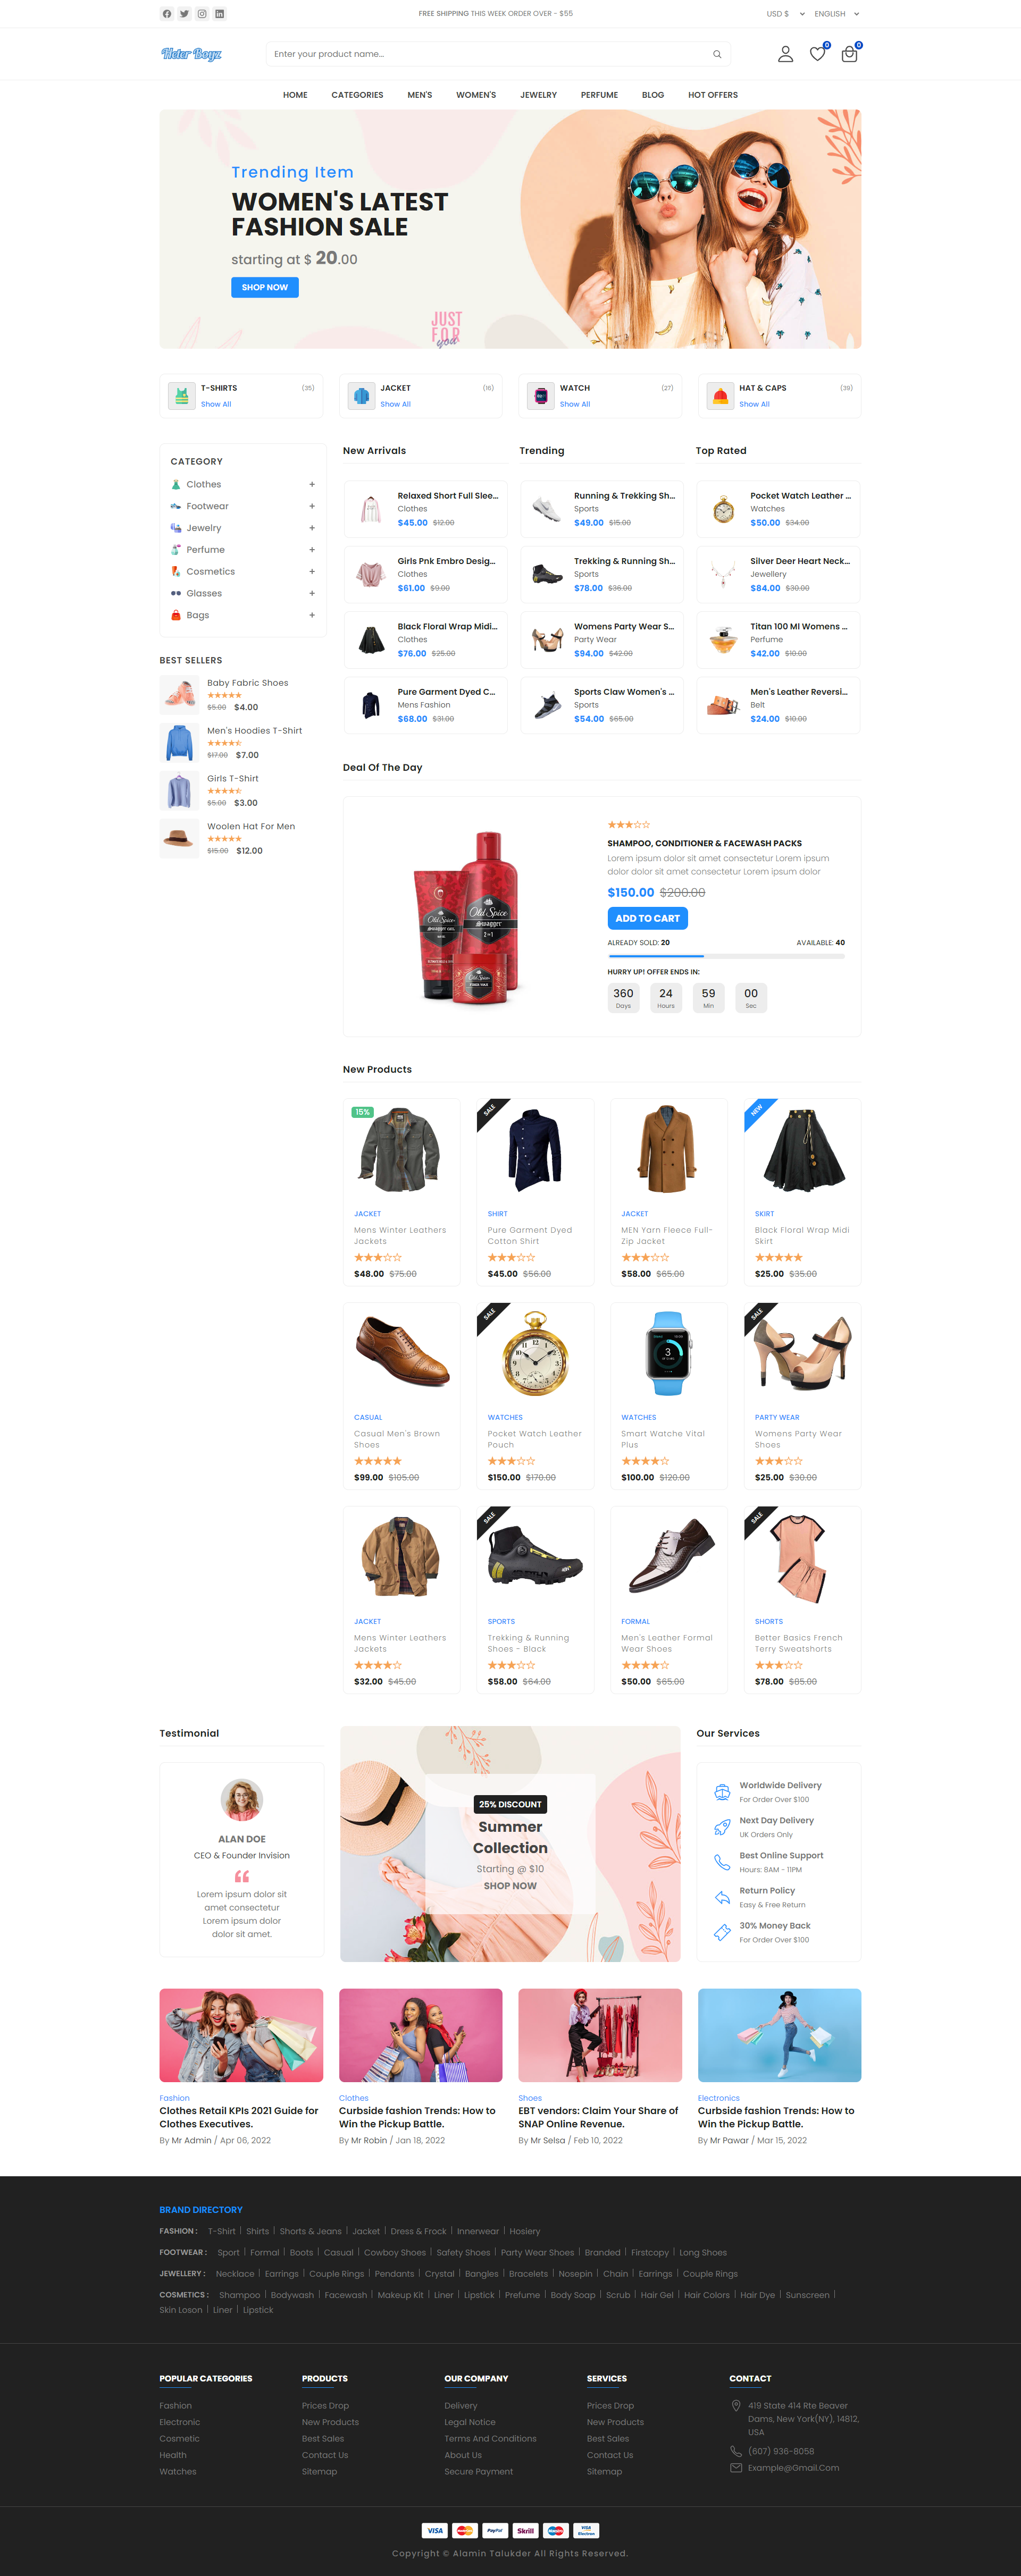 FREE SHIPPING THIS WEEK ORDER OVER - $55
USD $
ENGLISH
Heter Boyz
Enter your product name...
0
0
HOME
CATEGORIES
MEN'S
WOMEN'S
JEWELRY
PERFUME
BLOG
HOT OFFERS
Trending Item
WOMEN'S LATEST
FASHION SALE
starting at $ 20.00
SHOP NOW
JUST
FOR
you
T-SHIRTS
(35)
Show All
JACKET
(16)
Show All
WATCH
(27)
Show All
HAT & CAPS
(39)
Show All
CATEGORY
Clothes +
Footwear +
Jewelry +
Perfume +
Cosmetics +
Glasses +
Bags +
BEST SELLERS
Baby Fabric Shoes
$5.00 $4.00
Men's Hoodies T-Shirt
$17.00 $7.00
Girls T-Shirt
$5.00 $3.00
Woolen Hat For Men
$15.00 $12.00
New Arrivals
Relaxed Short Full Slee...
Clothes
$45.00 $12.00
Girls Pnk Embro Desig...
Clothes
$61.00 $9.00
Black Floral Wrap Midi...
Clothes
$76.00 $25.00
Pure Garment Dyed C...
Mens Fashion
$68.00 $31.00
Trending
Running & Trekking Sh...
Sports
$49.00 $15.00
Trekking & Running Sh...
Sports
$78.00 $36.00
Womens Party Wear S...
Party Wear
$94.00 $42.00
Sports Claw Women's ...
Sports
$54.00 $65.00
Top Rated
Pocket Watch Leather ...
Watches
$50.00 $34.00
Silver Deer Heart Neck...
Jewellery
$84.00 $30.00
Titan 100 Ml Womens ...
Perfume
$42.00 $10.00
Men's Leather Reversi...
Belt
$24.00 $10.00
Deal Of The Day
Old Spice
Swagger
2-1
Old Spice
Swagger GEL
Old Spice
SHAMPOO, CONDITIONER & FACEWASH PACKS
Lorem ipsum dolor sit amet consectetur Lorem ipsum
dolor dolor sit amet consectetur Lorem ipsum dolor
$150.00 $200.00
ADD TO CART
ALREADY SOLD: 20
AVAILABLE: 40
HURRY UP! OFFER ENDS IN:
360 24 59 00
Days Hours Min Sec
New Products
15%
JACKET
Mens Winter Leathers
Jackets
$48.00 $75.00
SALE
SHIRT
Pure Garment Dyed
Cotton Shirt
$45.00 $56.00
JACKET
MEN Yarn Fleece Full-
Zip Jacket
$58.00 $65.00
NEW
SKIRT
Black Floral Wrap Midi
Skirt
$25.00 $35.00
CASUAL
Casual Men's Brown
Shoes
$99.00 $105.00
SALE
WATCHES
Pocket Watch Leather
Pouch
$150.00 $170.00
3
WATCHES
Smart Watche Vital
Plus
$100.00 $120.00
SALE
PARTY WEAR
Womens Party Wear
Shoes
$25.00 $30.00
JACKET
Mens Winter Leathers
Jackets
$32.00 $45.00
SALE
SPORTS
Trekking & Running
Shoes - Black
$58.00 $64.00
FORMAL
Men's Leather Formal
Wear Shoes
$50.00 $65.00
SALE
SHORTS
Better Basics French
Terry Sweatshorts
$78.00 $85.00
Testimonial
ALAN DOE
CEO & Founder Invision
Lorem ipsum dolor sit
amet consectetur
Lorem ipsum dolor
dolor sit amet.
25% DISCOUNT
Summer
Collection
Starting @ $10
SHOP NOW
Our Services
Worldwide Delivery
For Order Over $100
Next Day Delivery
UK Orders Only
Best Online Support
Hours: 8AM - 11PM
Return Policy
Easy & Free Return
30% Money Back
For Order Over $100
Fashion
Clothes Retail KPIs 2021 Guide for
Clothes Executives.
By Mr Admin / Apr 06, 2022
Clothes
Curbside fashion Trends: How to
Win the Pickup Battle.
By Mr Robin / Jan 18, 2022
Shoes
EBT vendors: Claim Your Share of
SNAP Online Revenue.
By Mr Selsa / Feb 10, 2022
Electronics
Curbside fashion Trends: How to
Win the Pickup Battle.
By Mr Pawar / Mar 15, 2022
BRAND DIRECTORY
FASHION : T-Shirt | Shirts | Shorts & Jeans | Jacket | Dress & Frock | Innerwear | Hosiery
FOOTWEAR : Sport | Formal | Boots | Casual | Cowboy Shoes | Safety Shoes | Party Wear Shoes | Branded | Firstcopy | Long Shoes
JEWELLERY : Necklace | Earrings | Couple Rings | Pendants | Crystal | Bangles | Bracelets | Nosepin | Chain | Earrings | Couple Rings
COSMETICS : Shampoo | Bodywash | Facewash | Makeup Kit | Liner | Lipstick | Prefume | Body Soap | Scrub | Hair Gel | Hair Colors | Hair Dye | Sunscreen |
Skin Loson | Liner | Lipstick
POPULAR CATEGORIES
Fashion
Electronic
Cosmetic
Health
Watches
PRODUCTS
Prices Drop
New Products
Best Sales
Contact Us
Sitemap
OUR COMPANY
Delivery
Legal Notice
Terms And Conditions
About Us
Secure Payment
SERVICES
Prices Drop
New Products
Best Sales
Contact Us
Sitemap
CONTACT
419 State 414 Rte Beaver
Dams, New York(NY), 14812,
USA
(607) 936-8058
Example@Gmail.Com
VISA
PayPal
Skrill
VISA
Electron
Copyright © Alamin Talukder All Rights Reserved.